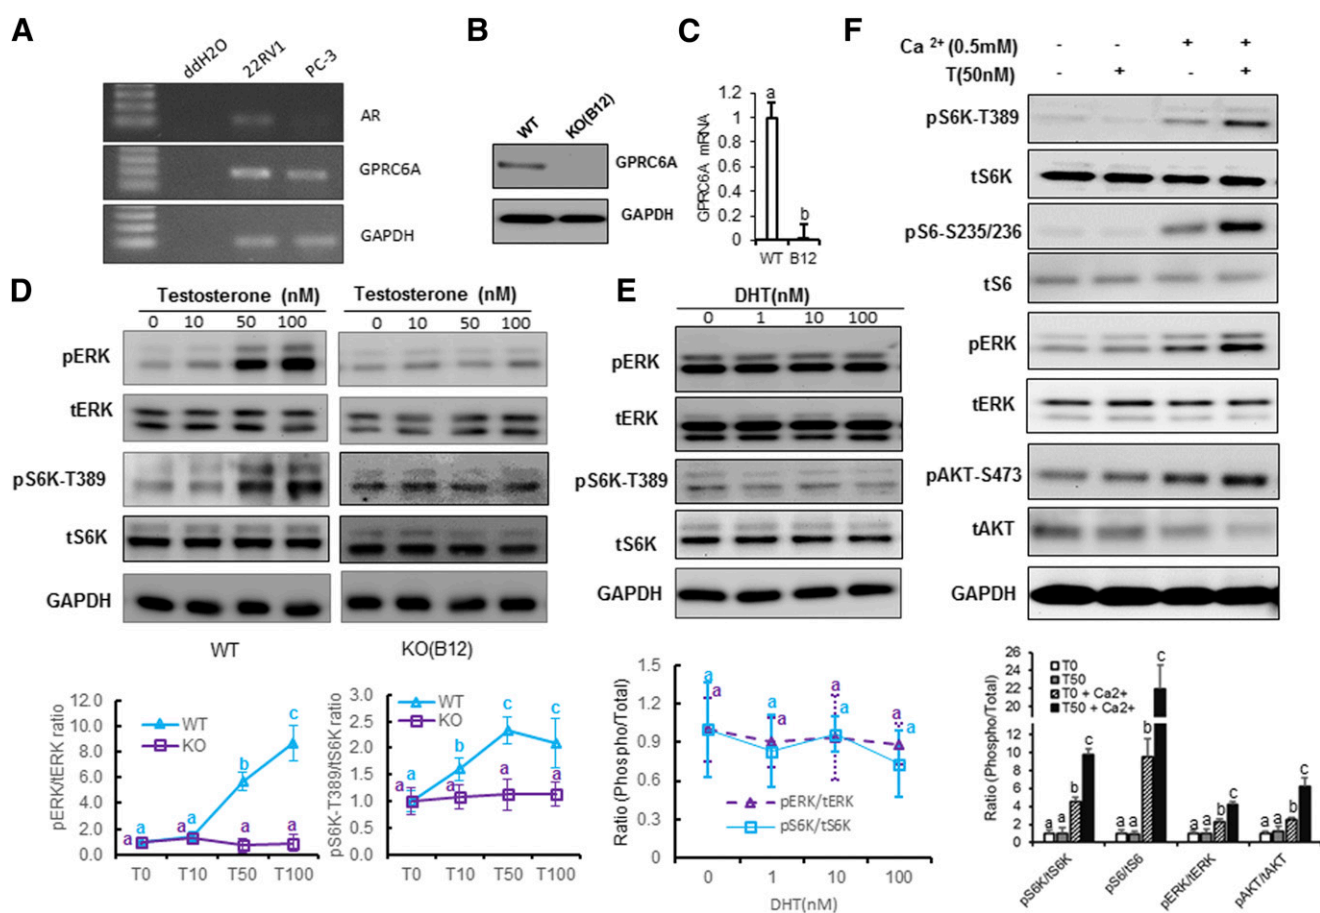 A
ddH2O 22RV1 PC-3
AR
GPRC6A
GAPDH
B
WT KO(B12)
GPRC6A
GAPDH
C
GPRC6A mRNA
1.2
1
0.8
0.6
0.4
0.2
0
a
b
WT B12
D
Testosterone (nM) Testosterone (nM)
0 10 50 100 0 10 50 100
pERK
tERK
pS6K-T389
tS6K
GAPDH
WT KO(B12)
pERK/tERK ratio
12.0
10.0
8.0
6.0
4.0
2.0
0.0
WT
KO
a a a a b a c a
T0 T10 T50 T100
pS6K-T389/tS6K ratio
3.0
2.5
2.0
1.5
1.0
0.5
0.0
WT
KO
a a b a c a c a
T0 T10 T50 T100
E
DHT(nM)
0 1 10 100
pERK
tERK
pS6K-T389
tS6K
GAPDH
Ratio (Phospho/Total)
1.5
1.2
0.9
0.6
0.3
0
a a a a a a a a
pERK/tERK
pS6K/tS6K
0 1 10 100
DHT(nM)
F
Ca 2+ (0.5mM) - - + +
T(50nM) - + - +
pS6K-T389
tS6K
pS6-S235/236
tS6
pERK
tERK
pAKT-S473
tAKT
GAPDH
Ratio (Phospho/Total)
26
24
22
20
14
12
10
8
6
4
2
0
T0
T50
T0 + Ca2+
T50 + Ca2+
a a b c a a b c a a b c a a b c
pS6K/tS6K pS6/tS6 pERK/tERK pAKT/tAKT